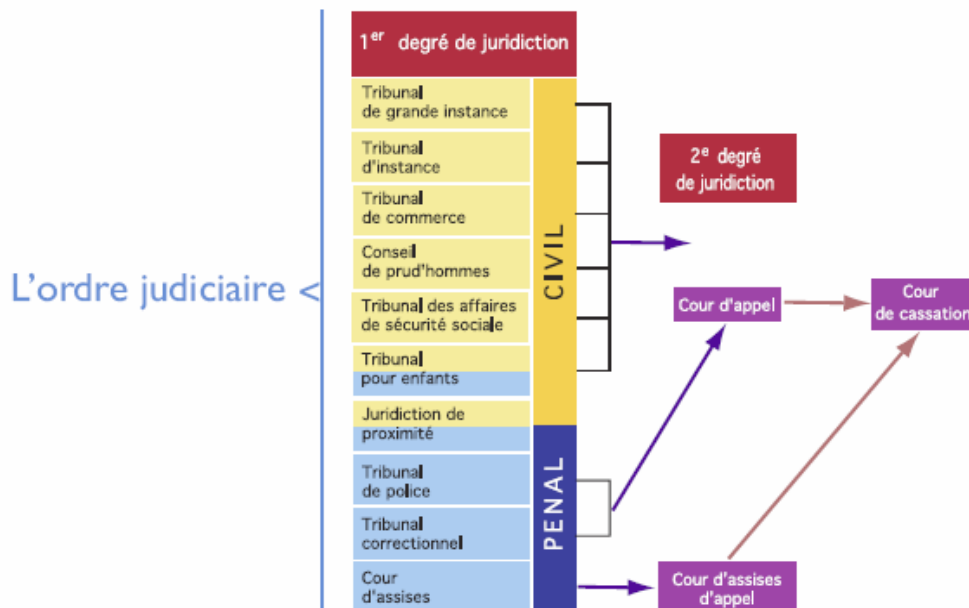 L'ordre judiciaire <
1er degré de juridiction
Tribunal
de grande instance
Tribunal
d'instance
Tribunal
de commerce
Conseil
de prud'hommes
Tribunal des affaires
de sécurité sociale
Tribunal
pour enfants
Juridiction de
proximité
Tribunal
de police
Tribunal
correctionnel
Cour
d'assises
CIVIL
PENAL
2e degré
de juridiction
Cour d'appel
Cour
de cassation
Cour d'assises
d'appel